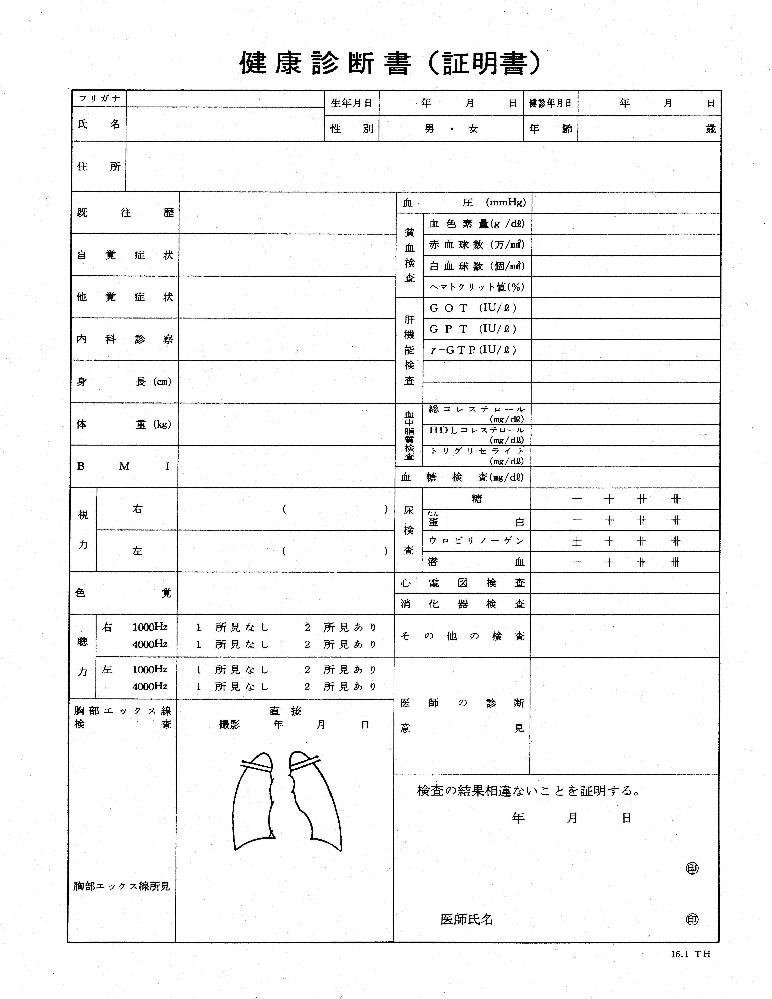 健康診断書（証明書）
フリガナ
氏名
生年月日 年 月 日
健診年月日 年 月 日
性別 男・女
年齢 歳
住所
既往歴
自覚症状
他覚症状
内科診察
身長(cm)
体重(kg)
BMI
視力
右 ( )
左 ( )
色覚
聴力
右 1000Hz 1 所見なし 2 所見あり
4000Hz 1 所見なし 2 所見あり
左 1000Hz 1 所見なし 2 所見あり
4000Hz 1. 所見なし 2 所見あり
胸部エックス線
検査
直接
撮影 年 月 日
胸部エックス線所見
血圧(mmHg)
貧血検査
血色素量(g/dℓ)
赤血球数(万/mm³)
白血球数(個/mm³)
ヘマトクリット値(%)
肝機能検査
GOT (IU/ℓ)
GPT (IU/ℓ)
r-GTP(IU/ℓ)
血中脂質検査
総コレステロール
(mg/dℓ)
HDLコレステロール
(mg/dℓ)
トリグリセライト
(mg/dℓ)
血糖検査(mg/dℓ)
尿検査
糖 − + ++ +++
たん
蛋白 − + ++ +++
ウロビリノーゲン ± + ++ +++
潜血 − + ++ +++
心電図検査
消化器検査
その他の検査
医師の診断
意見
検査の結果相違ないことを証明する。
年 月 日
㊞
医師氏名 ㊞
16.1 TH